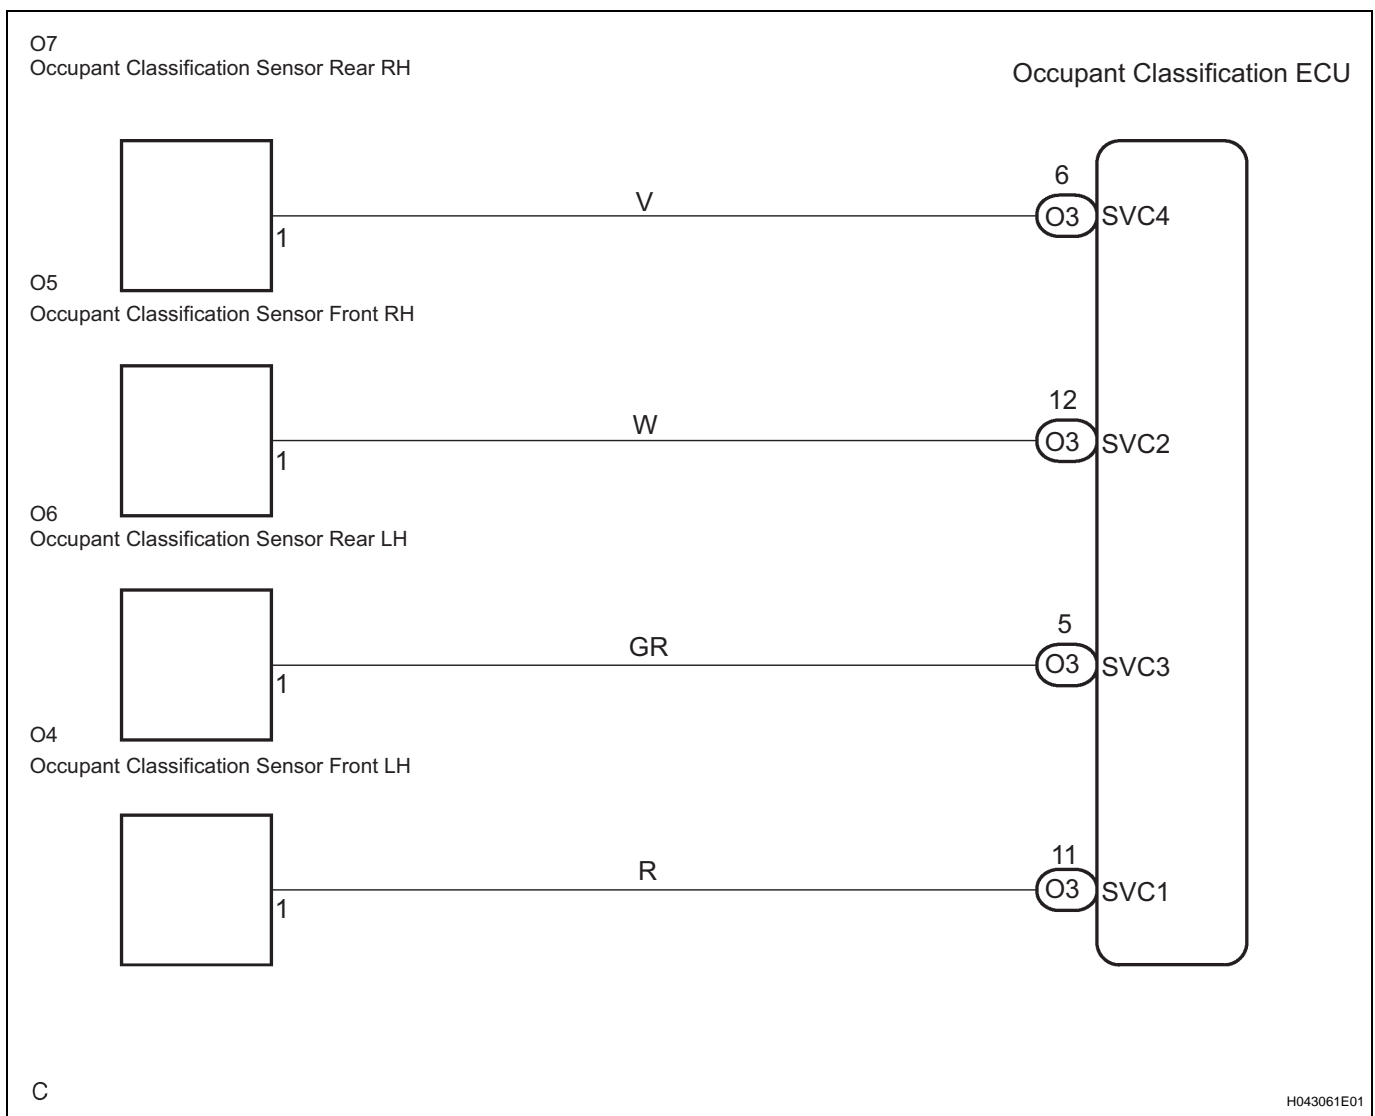 O7
Occupant Classification Sensor Rear RH
Occupant Classification ECU
V
6
O3
SVC4
1
O5
Occupant Classification Sensor Front RH
W
12
O3
SVC2
1
O6
Occupant Classification Sensor Rear LH
GR
5
O3
SVC3
1
O4
Occupant Classification Sensor Front LH
R
11
O3
SVC1
1
C
H043061E01